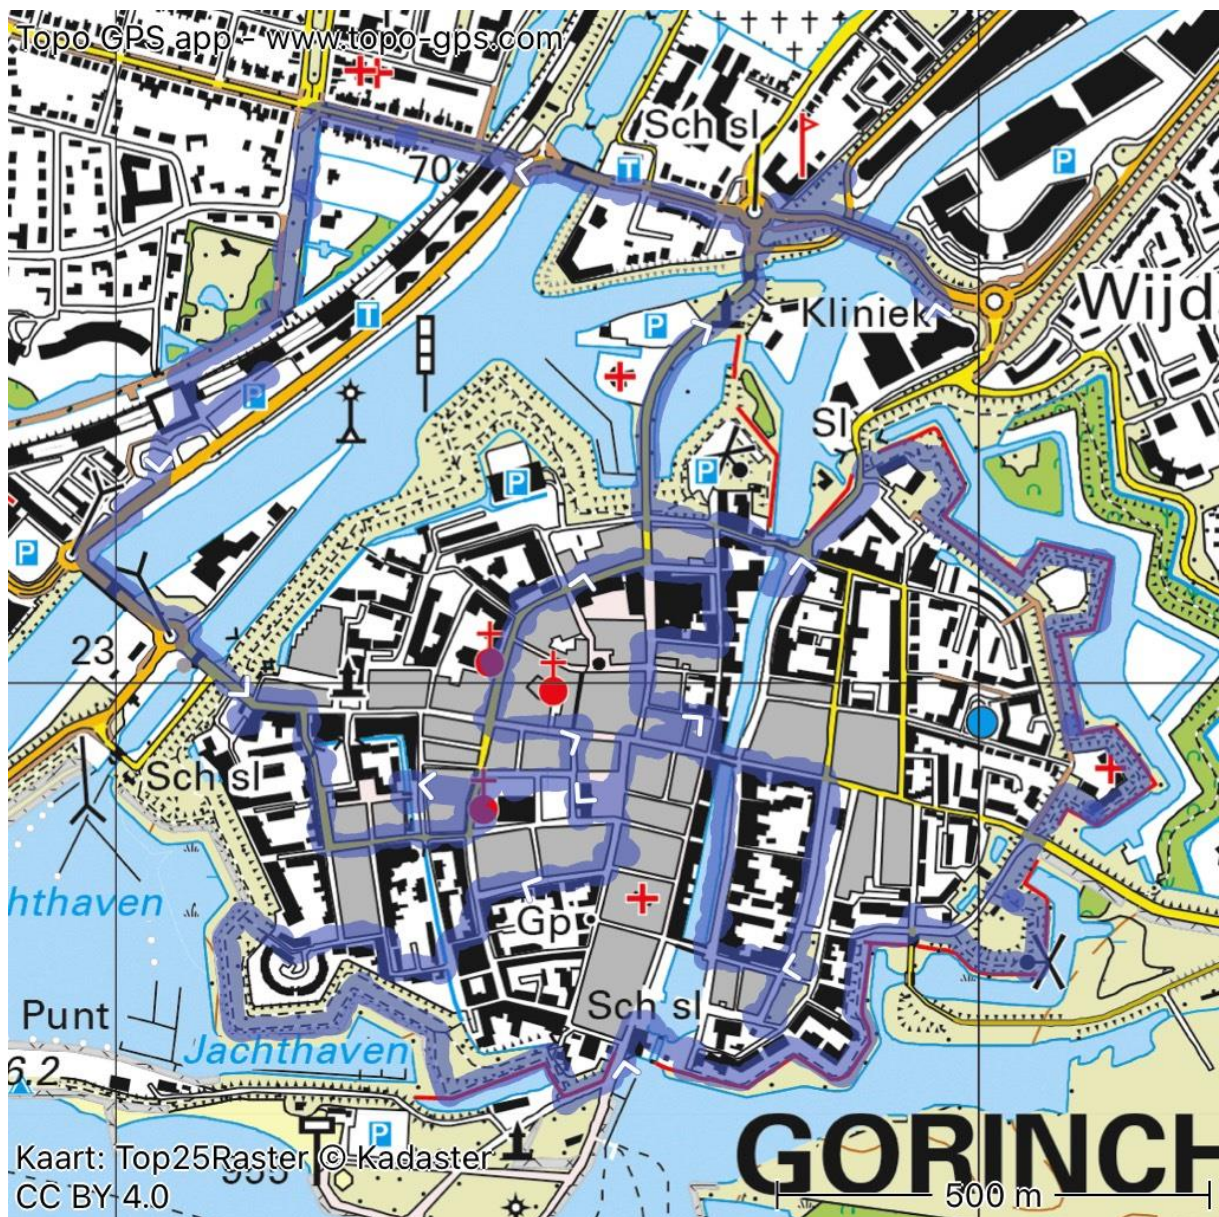 Topo GPS app - www.topo-gps.com
Sch sl
P
70
T
T
Kliniek
Wijd
P
P
Sl
P
P
P
23
Sch sl
hthaven
Gp
Punt
Sch sl
Jachthaven
6.2
P
GORINCH
Kaart: Top25Raster © Kadaster
CC BY 4.0
500 m